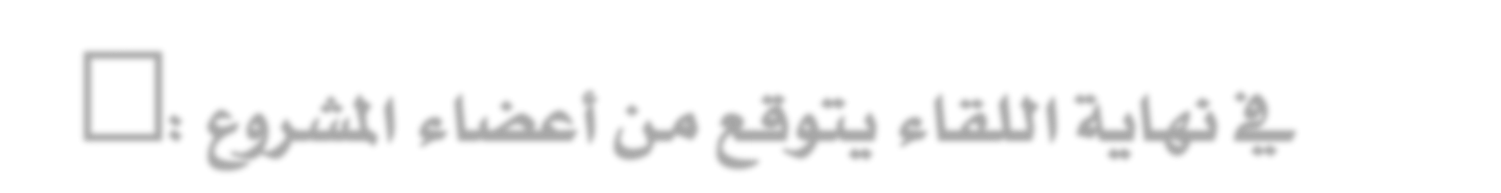 في نهاية اللقاء يتوقع من أعضاء المشروع :